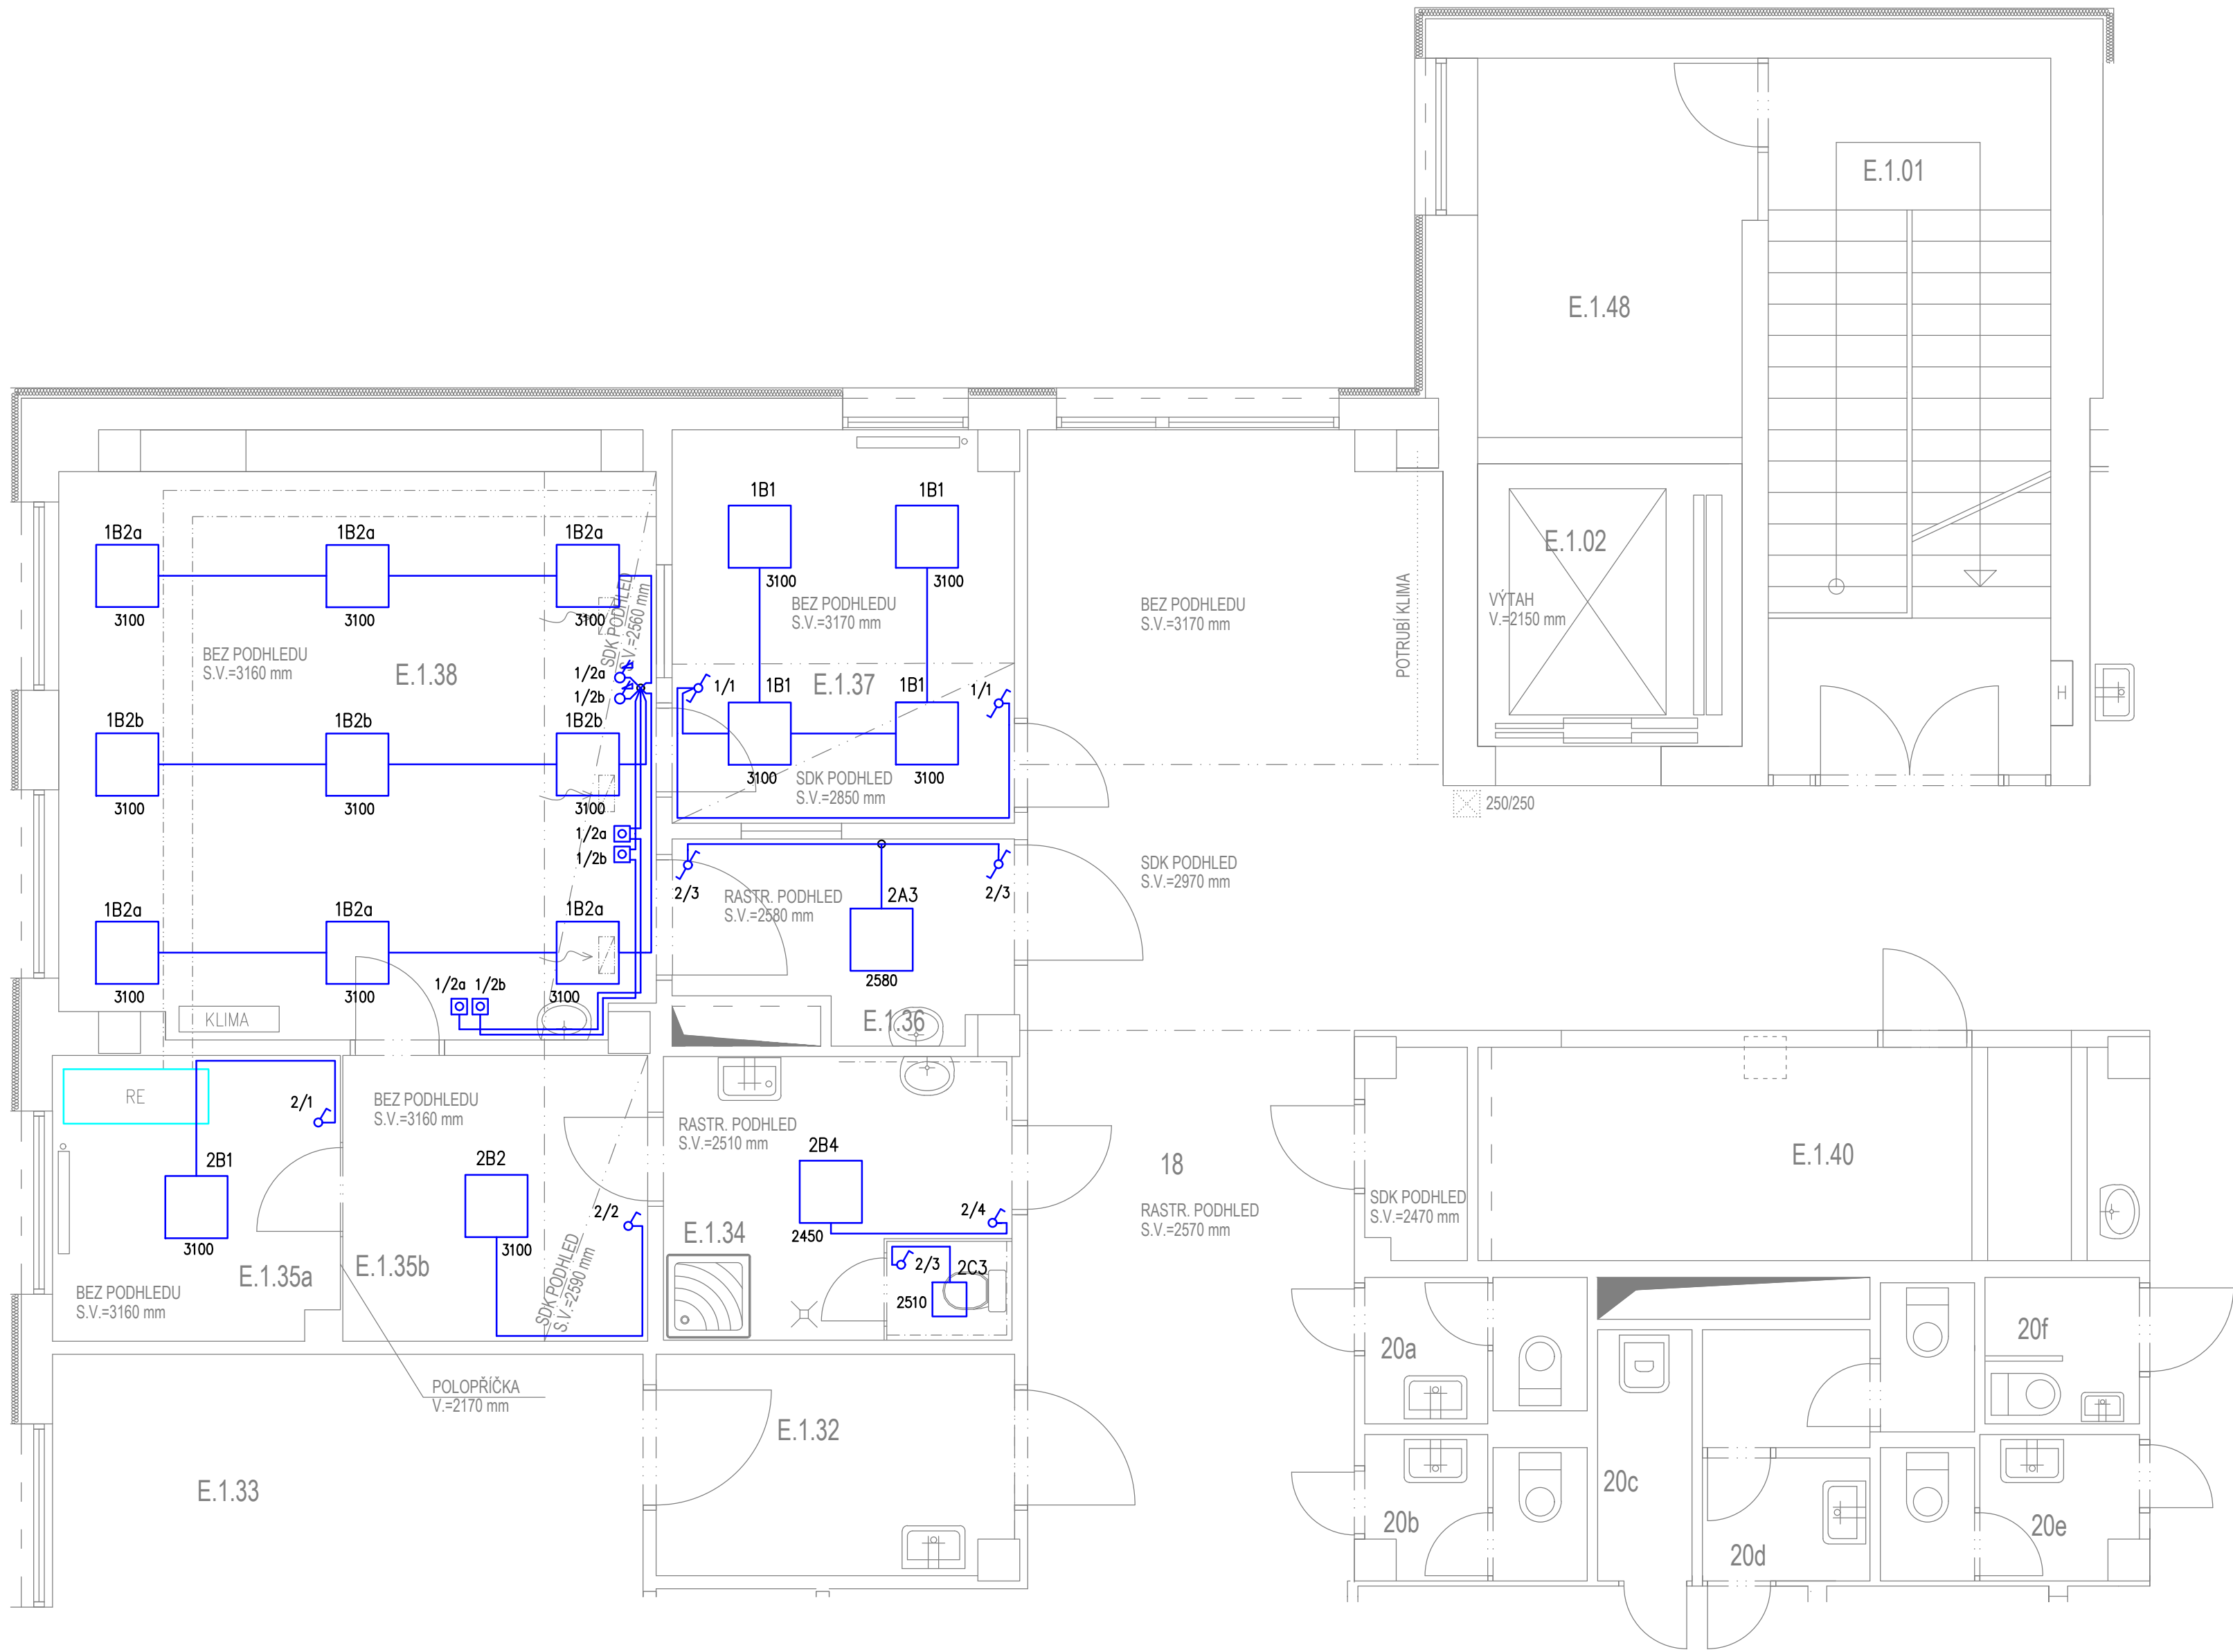 E.1.01
E.1.48
1B1
1B1
1B2a
1B2a
1B2a
E.1.02
3100
3100
SDK PODHLED
S.V.=2560 mm
BEZ PODHLEDU
S.V.=3170 mm
BEZ PODHLEDU
S.V.=3170 mm
POTRUBÍ KLIMA
VÝTAH
V.=2150 mm
3100
3100
3100
BEZ PODHLEDU
S.V.=3160 mm
E.1.38
1/2a
1/2b
1/1
1B1
E.1.37
1B1
1/1
H
1B2b
1B2b
1B2b
3100
3100
SDK PODHLED
S.V.=2850 mm
3100
3100
3100
250/250
1/2a
1/2b
SDK PODHLED
S.V.=2970 mm
2/3
RASTR. PODHLED
S.V.=2580 mm
2A3
2/3
1B2a
1B2a
1B2a
2580
3100
3100
1/2a
1/2b
3100
KLIMA
E.1.36
RE
2/1
BEZ PODHLEDU
S.V.=3160 mm
RASTR. PODHLED
S.V.=2510 mm
2B1
2B2
2B4
18
E.1.40
RASTR. PODHLED
S.V.=2570 mm
SDK PODHLED
S.V.=2470 mm
2/2
2/4
E.1.34
2450
3100
3100
SDK PODHLED
S.V.=2590 mm
E.1.35a
E.1.35b
2/3
2C3
2510
BEZ PODHLEDU
S.V.=3160 mm
20a
20f
POLOPŘÍČKA
V.=2170 mm
E.1.32
E.1.33
20c
20b
20d
20e